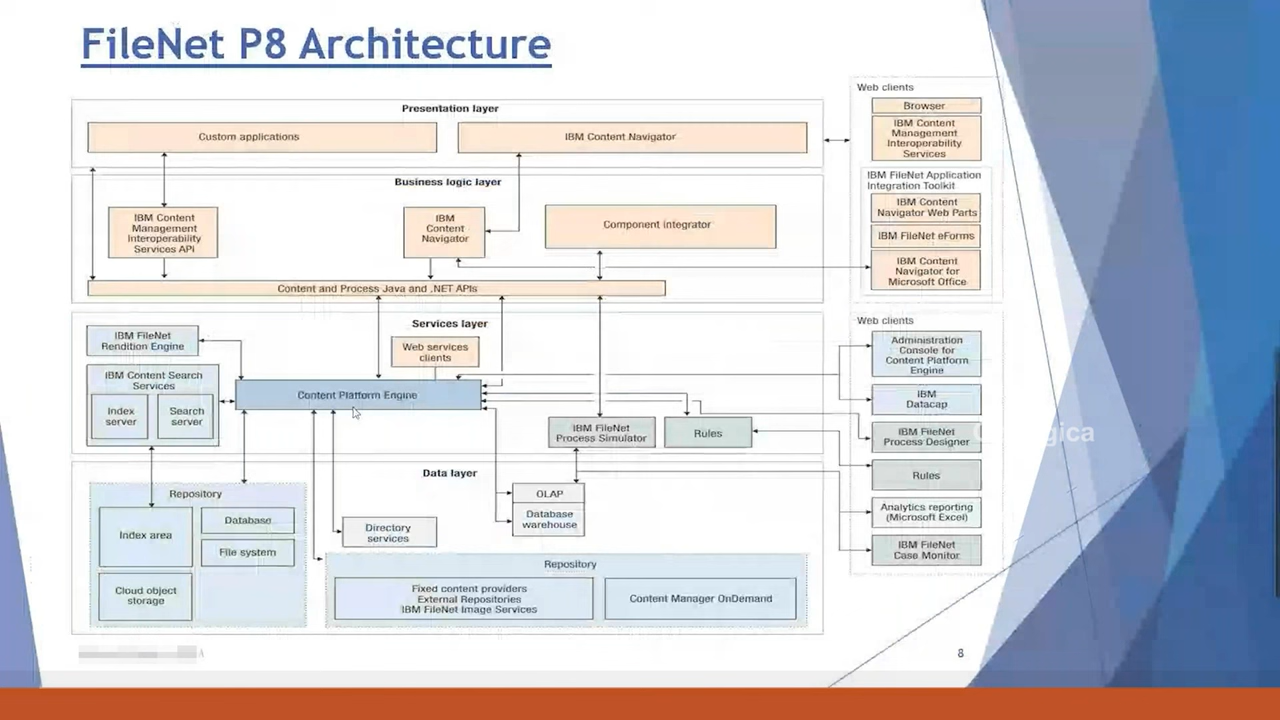 FileNet P8 Architecture
Presentation layer
Custom applications
IBM Content Navigator
Business logic layer
IBM Content
Management
Interoperability
Services API
IBM
Content
Navigator
Component integrator
Content and Process Java and .NET APIs
Services layer
IBM FileNet
Rendition Engine
Web services
clients
IBM Content Search
Services
Index
server
Search
server
Content Platform Engine
IBM FileNet
Process Simulator
Rules
Data layer
Repository
Index area
Database
File system
Cloud object
storage
Directory
services
OLAP
Database
warehouse
Repository
Fixed content providers
External Repositories
IBM FileNet Image Services
Content Manager OnDemand
Web clients
Browser
IBM Content
Management
Interoperability
Services
IBM FileNet Application
Integration Toolkit
IBM Content
Navigator Web Parts
IBM FileNet eForms
IBM Content
Navigator for
Microsoft Office
Web clients
Administration
Console for
Content Platform
Engine
IBM
Datacap
IBM FileNet
Process Designer
Rules
Analytics reporting
(Microsoft Excel)
IBM FileNet
Case Monitor
8